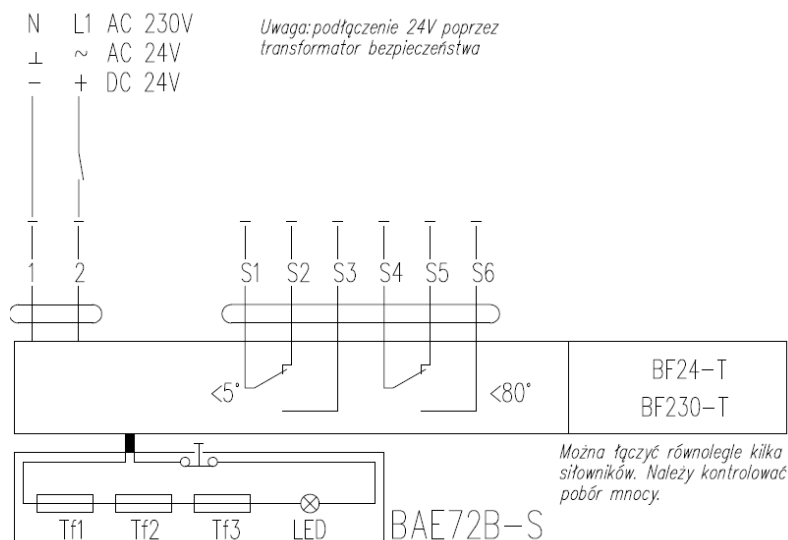 N L1 AC 230V
⊥ ~ AC 24V
− + DC 24V
Uwaga:podłączenie 24V poprzez
transformator bezpieczeństwa
1 2 S1 S2 S3 S4 S5 S6
<5° <80°
BF24-T
BF230-T
Można łączyć równolegle kilka
siłowników. Należy kontrolować
pobór mnocy.
Tf1 Tf2 Tf3 LED
BAE72B-S